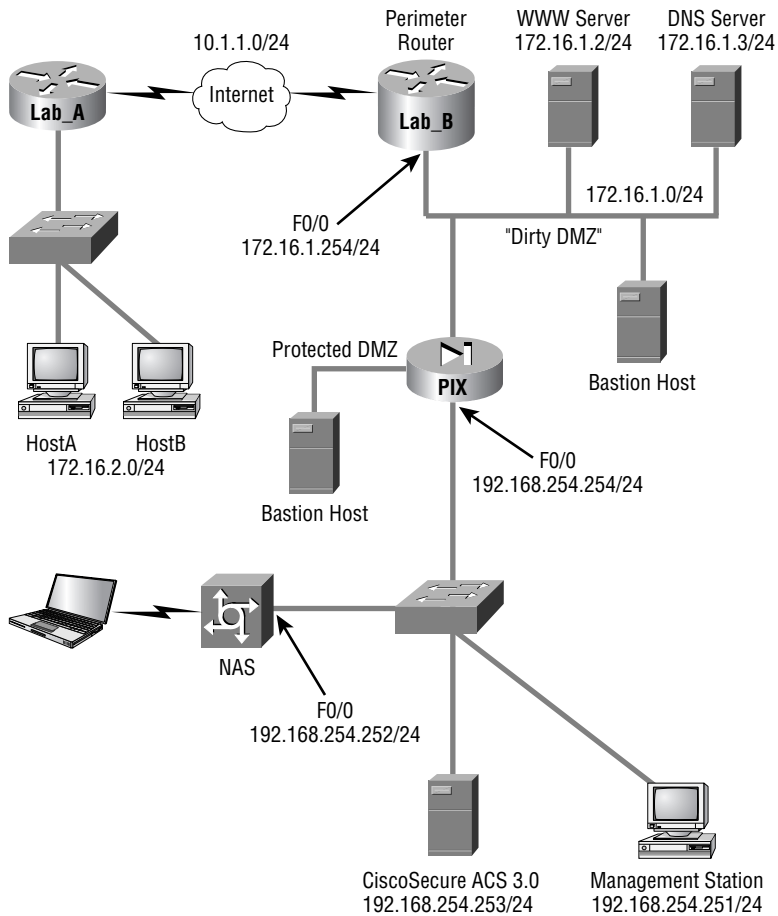 10.1.1.0/24
Perimeter
Router
WWW Server
172.16.1.2/24
DNS Server
172.16.1.3/24
Lab_A
Internet
Lab_B
172.16.1.0/24
F0/0
172.16.1.254/24
"Dirty DMZ"
Bastion Host
Protected DMZ
PIX
HostA
HostB
172.16.2.0/24
F0/0
192.168.254.254/24
Bastion Host
NAS
F0/0
192.168.254.252/24
CiscoSecure ACS 3.0
192.168.254.253/24
Management Station
192.168.254.251/24